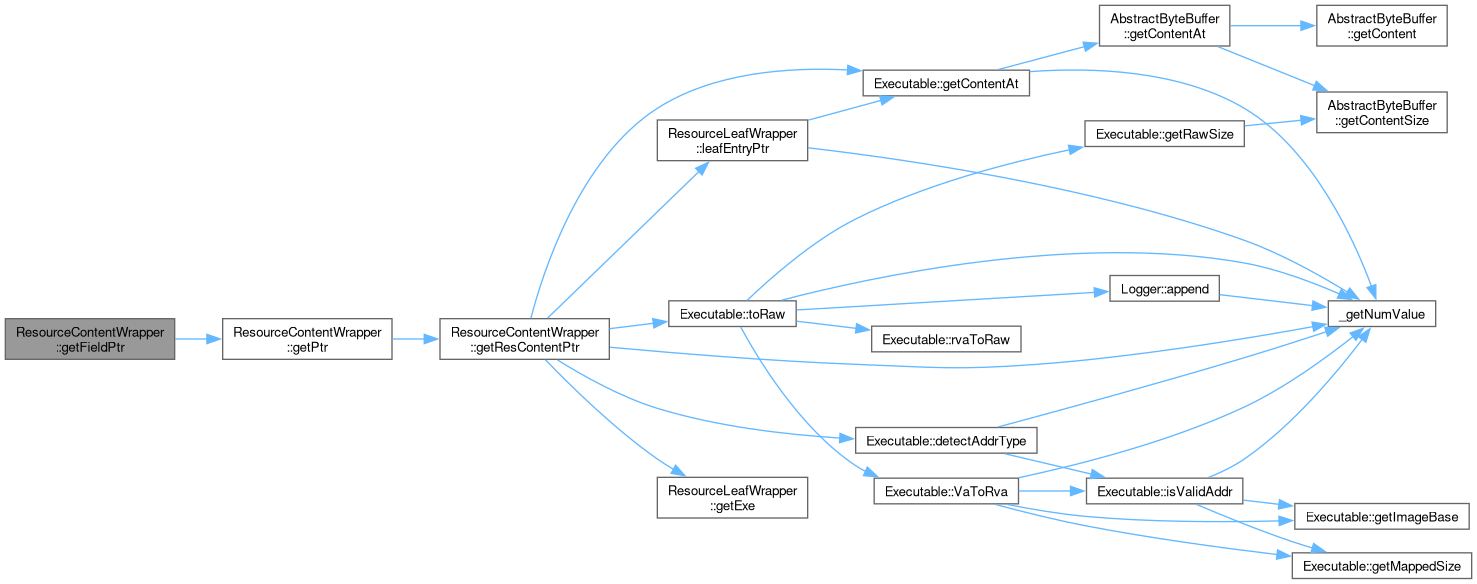 ResourceContentWrapper
::getFieldPtr
ResourceContentWrapper
::getPtr
ResourceContentWrapper
::getResContentPtr
ResourceLeafWrapper
::leafEntryPtr
Executable::toRaw
ResourceLeafWrapper
::getExe
Executable::getContentAt
Executable::rvaToRaw
Executable::detectAddrType
Executable::VaToRva
AbstractByteBuffer
::getContentAt
Executable::getRawSize
Logger::append
Executable::isValidAddr
AbstractByteBuffer
::getContent
AbstractByteBuffer
::getContentSize
_getNumValue
Executable::getImageBase
Executable::getMappedSize